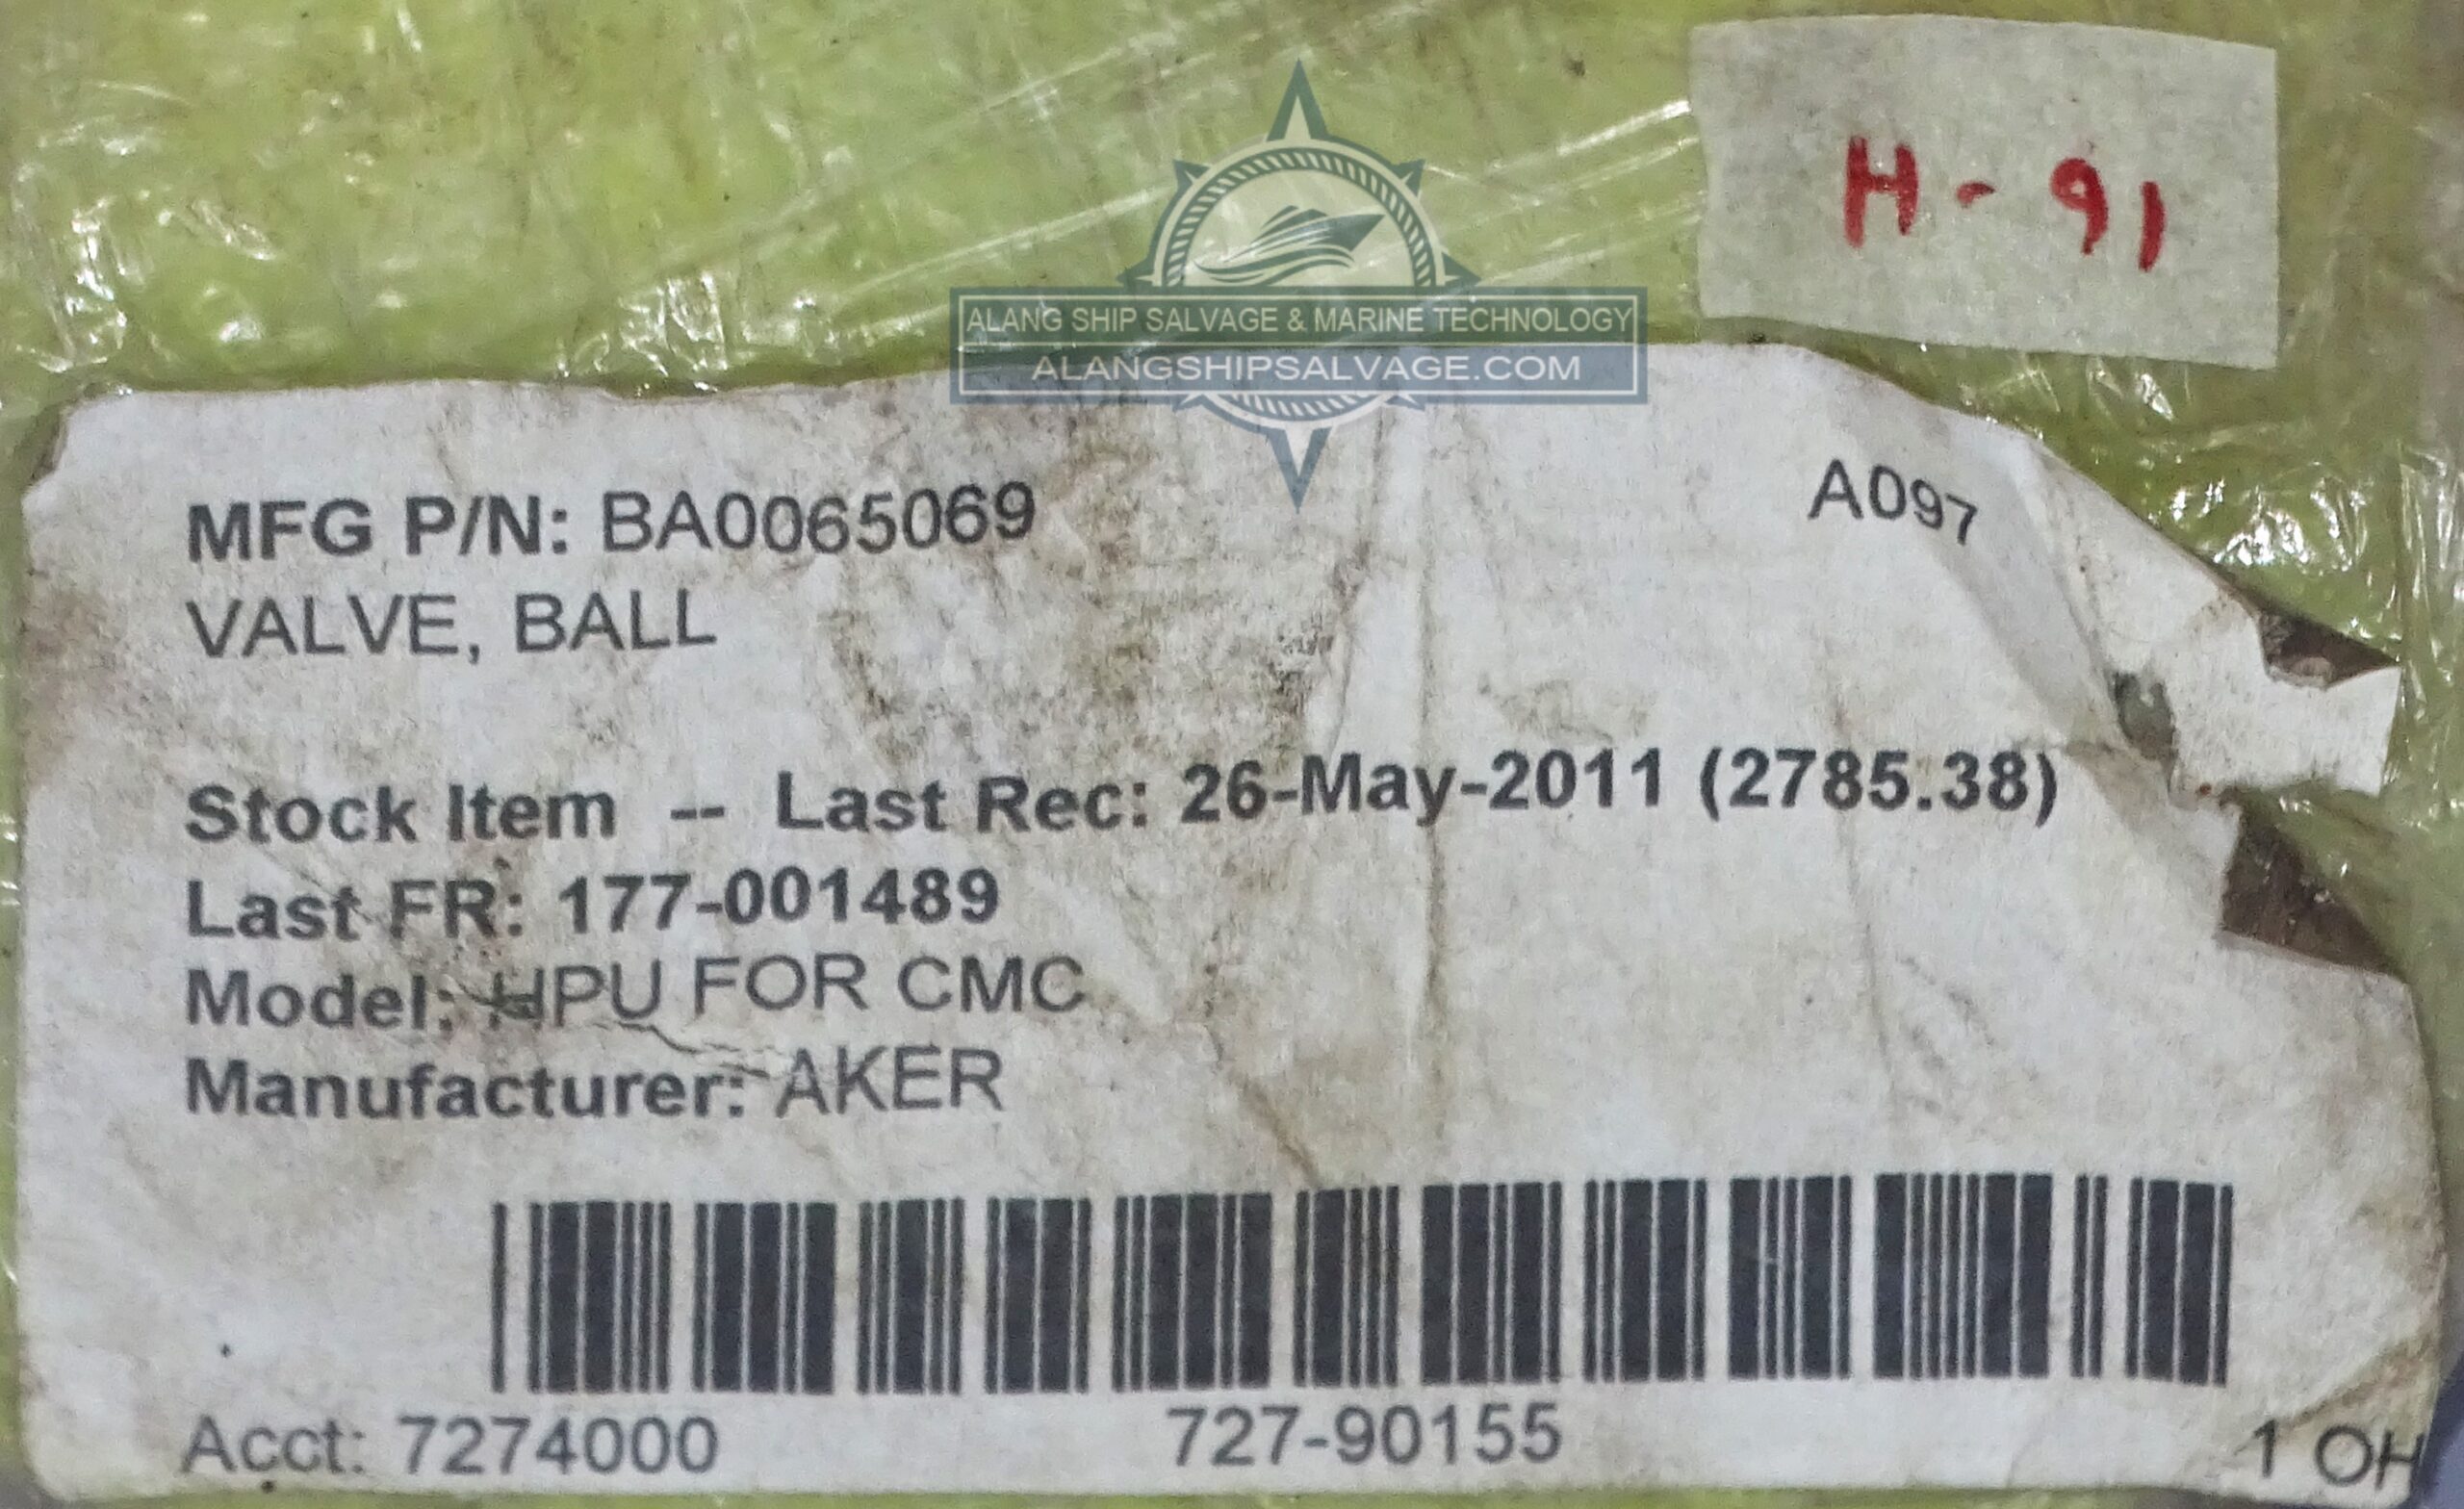 H-91
ALANG SHIP SALVAGE & MARINE TECHNOLOGY
ALANGSHIPSALVAGE.COM
MFG P/N: BA0065069 A097
VALVE, BALL
Stock Item -- Last Rec: 26-May-2011 (2785.38)
Last FR: 177-001489
Model: HPU FOR CMC
Manufacturer: AKER
Acct: 7274000 727-90155 1 OH